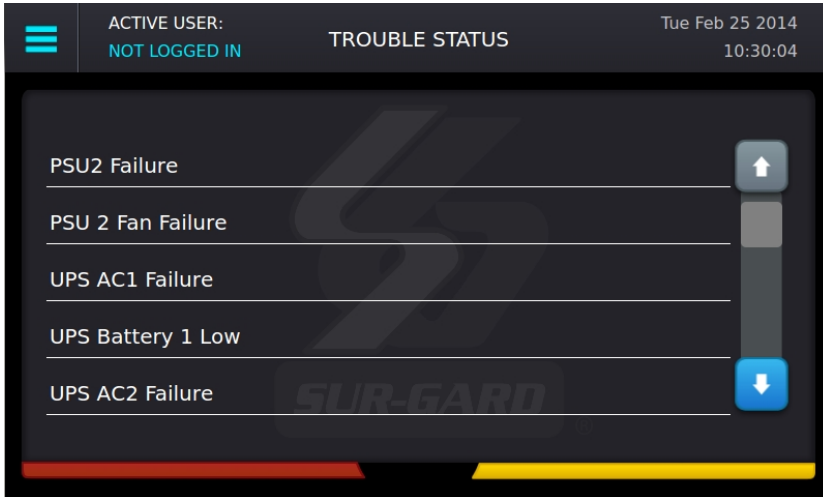 ACTIVE USER:
NOT LOGGED IN
TROUBLE STATUS
Tue Feb 25 2014
10:30:04
PSU2 Failure
PSU 2 Fan Failure
UPS AC1 Failure
UPS Battery 1 Low
UPS AC2 Failure
SUR-GARD
®